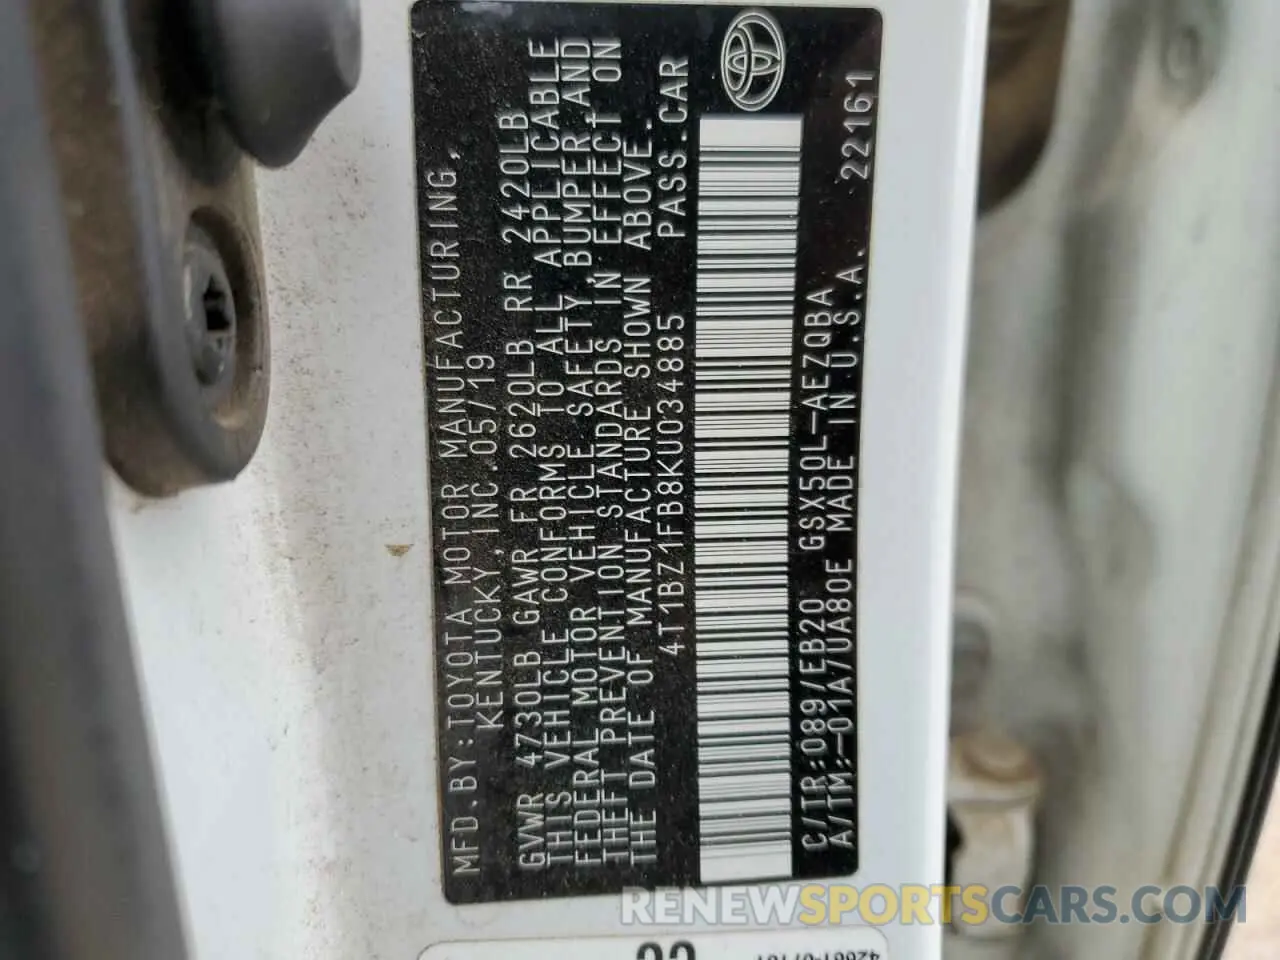 MFD.BY:TOYOTA MOTOR MANUFACTURING,
KENTUCKY, INC.05/19
GVWR 4730LB GAWR FR 2620LB RR 2420LB
THIS VEHICLE CONFORMS TO ALL APPLICABLE
FEDERAL MOTOR VEHICLE SAFETY,BUMPER AND
THEFT PREVENTION STANDARDS IN EFFECT ON
THE DATE OF MANUFACTURE SHOWN ABOVE.
4T1BZ1FB8KU034885 PASS.CAR
C/TR:089/EB20 GSX50L-AEZQBA
A/TM:-01A/UA80E MADE IN U.S.A. 22161
RENEWSPORTSCARS.COM